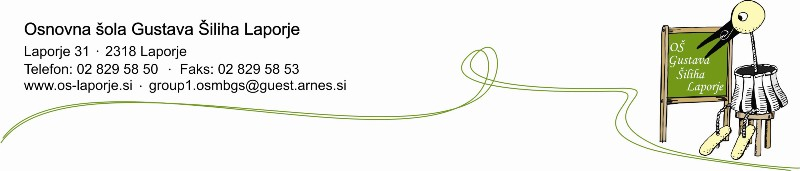 Osnovna šola Gustava Šiliha Laporje
Laporje 31 · 2318 Laporje
Telefon: 02 829 58 50 · Faks: 02 829 58 53
www.os-laporje.si · group1.osmbgs@guest.arnes.si
OŠ
Gustava
Šiliha
Laporje